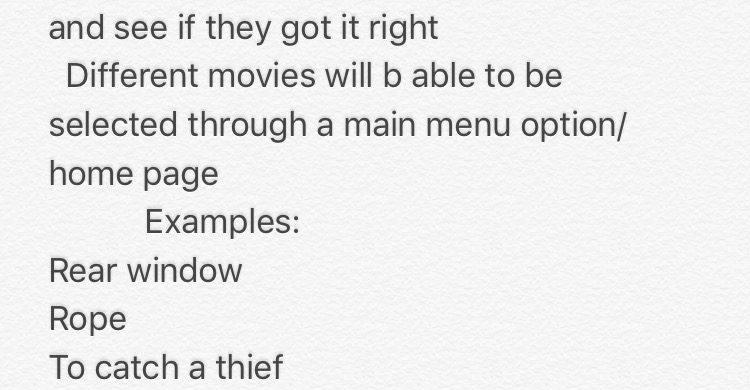 and see if they got it right
Different movies will b able to be
selected through a main menu option/
home page
Examples:
Rear window
Rope
To catch a thief